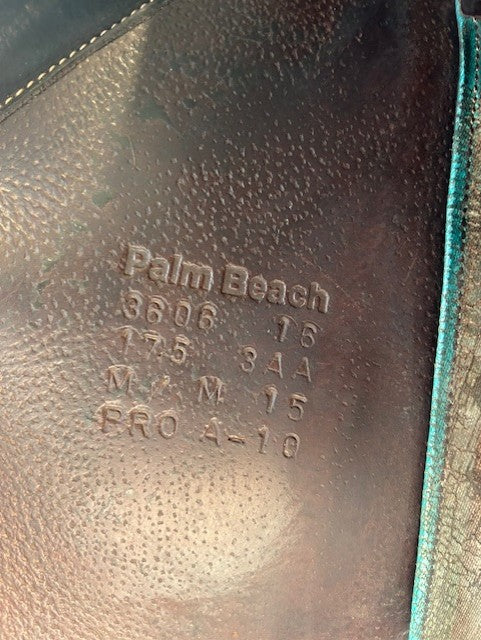 Palm Beach
3606 16
175 3AA
M / M 15
PRO A-10